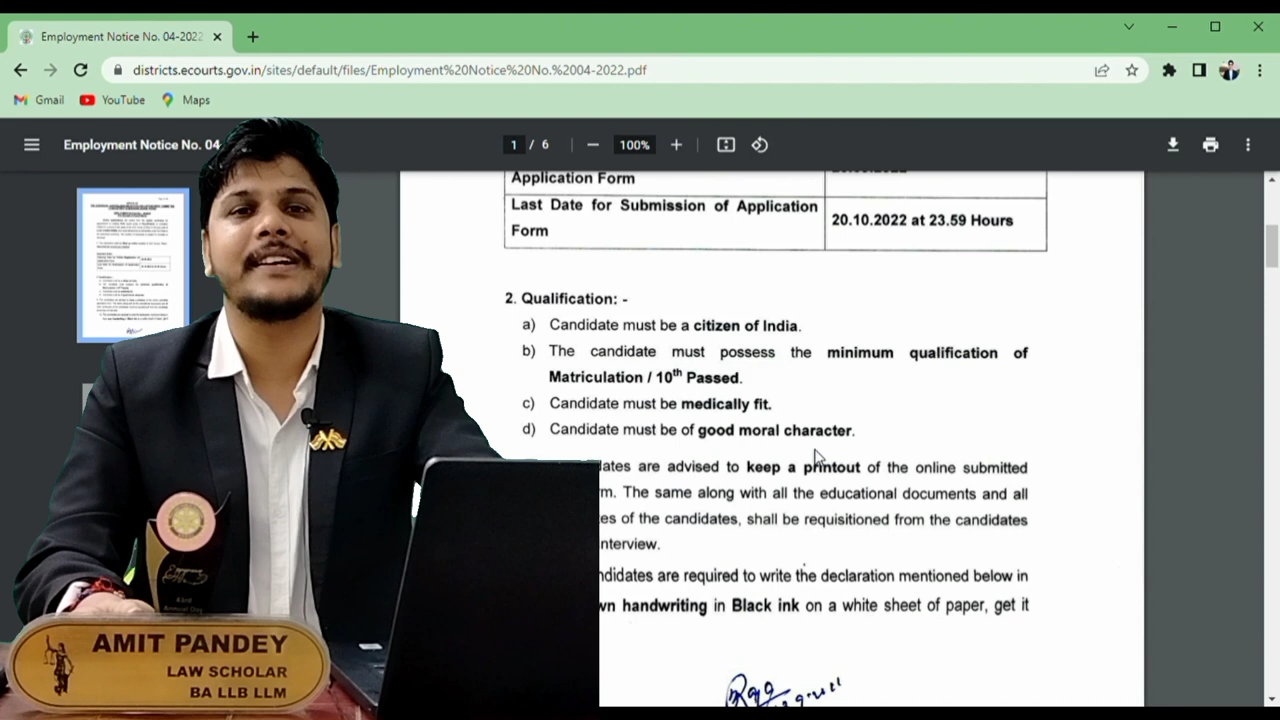 Employment Notice No. 04-2022
districts.ecourts.gov.in/sites/default/files/Employment%20Notice%20No.%2004-2022.pdf
Gmail YouTube Maps
Employment Notice No. 04
1 / 6 100%
Application Form
Last Date for Submission of Application
Form
20.10.2022 at 23.59 Hours
2. Qualification: -
a) Candidate must be a citizen of India.
b) The candidate must possess the minimum qualification of
Matriculation / 10th Passed.
c) Candidate must be medically fit.
d) Candidate must be of good moral character.
ates are advised to keep a printout of the online submitted
m. The same along with all the educational documents and all
es of the candidates, shall be requisitioned from the candidates
nterview.
ndidates are required to write the declaration mentioned below in
wn handwriting in Black ink on a white sheet of paper, get it
43rd
Annual Day
AMIT PANDEY
LAW SCHOLAR
BA LLB LLM